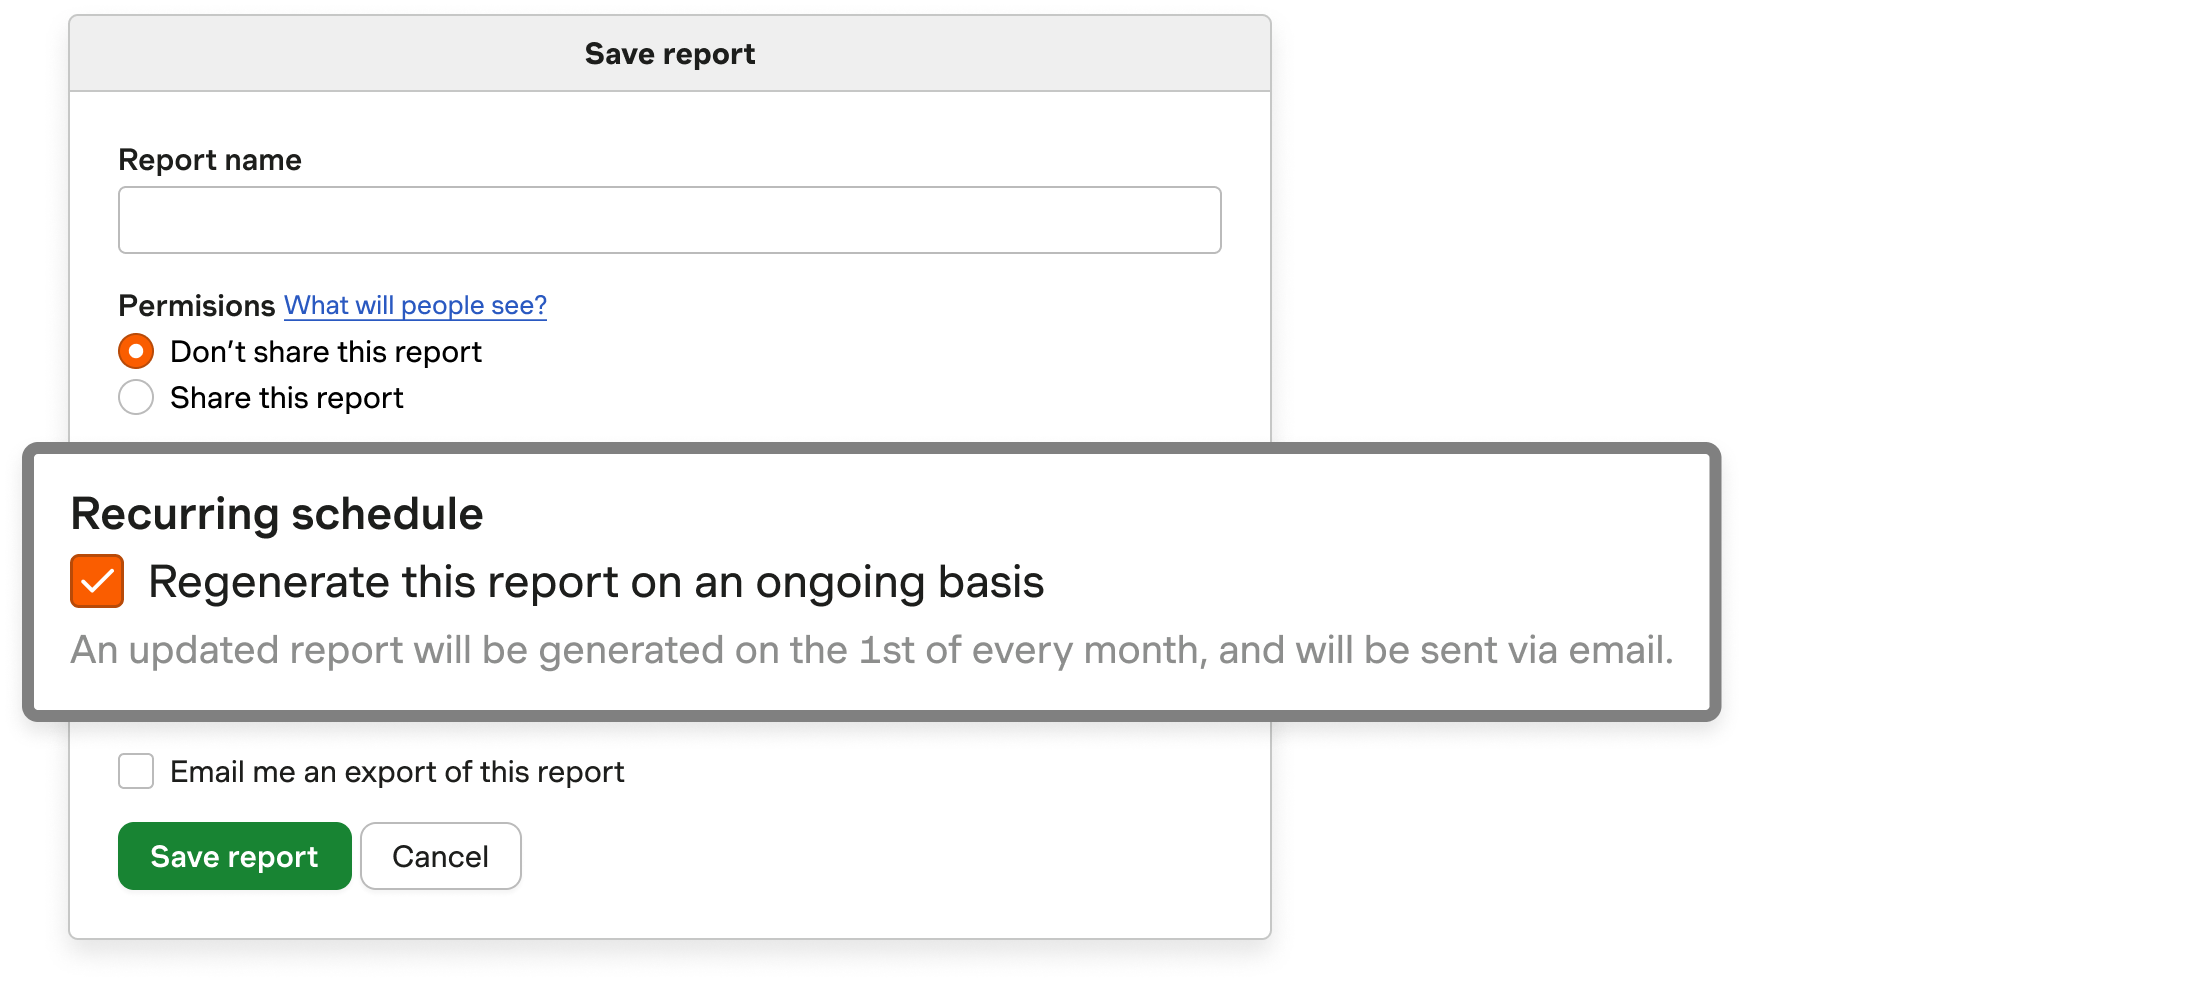 Save report
Report name
Permisions What will people see?
Don’t share this report
Share this report
Recurring schedule
Regenerate this report on an ongoing basis
An updated report will be generated on the 1st of every month, and will be sent via email.
Email me an export of this report
Save report Cancel